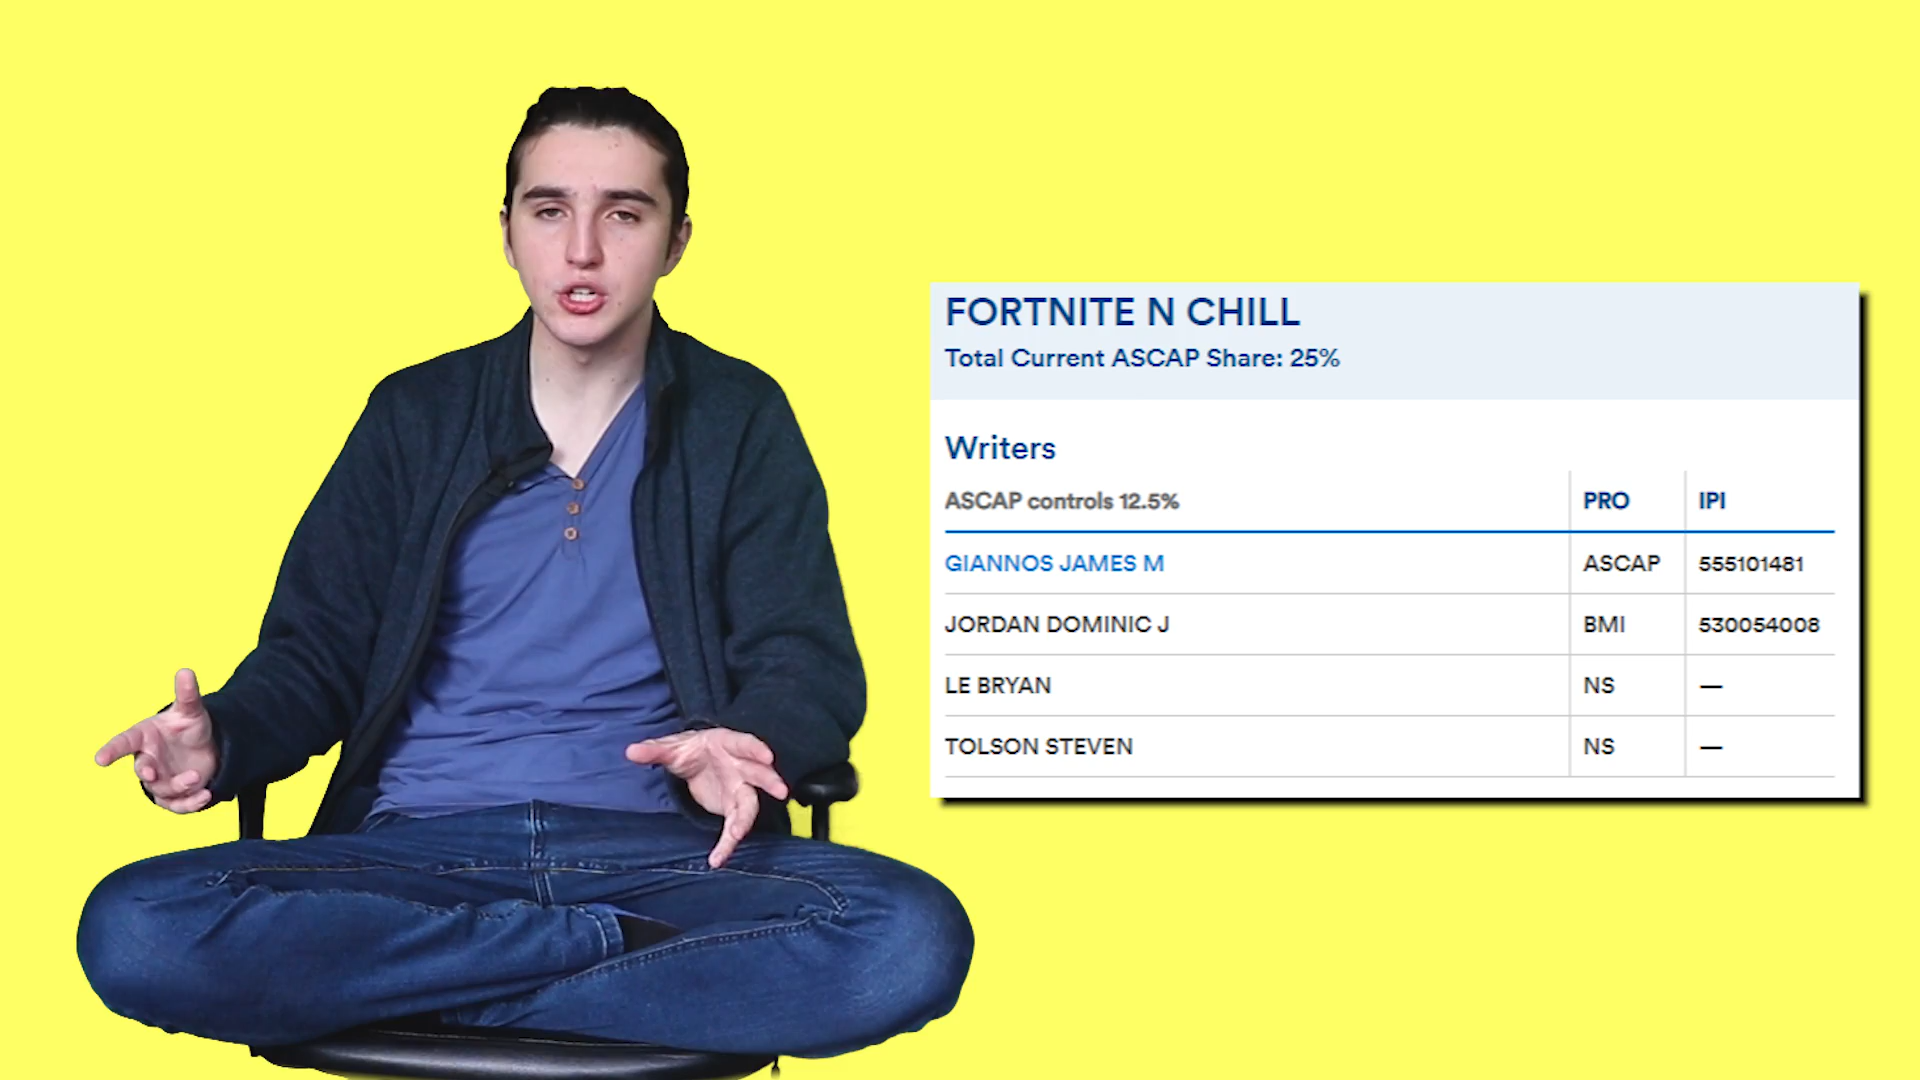 FORTNITE N CHILL
Total Current ASCAP Share: 25%
Writers
ASCAP controls 12.5% PRO IPI
GIANNOS JAMES M ASCAP 555101481
JORDAN DOMINIC J BMI 530054008
LE BRYAN NS —
TOLSON STEVEN NS —